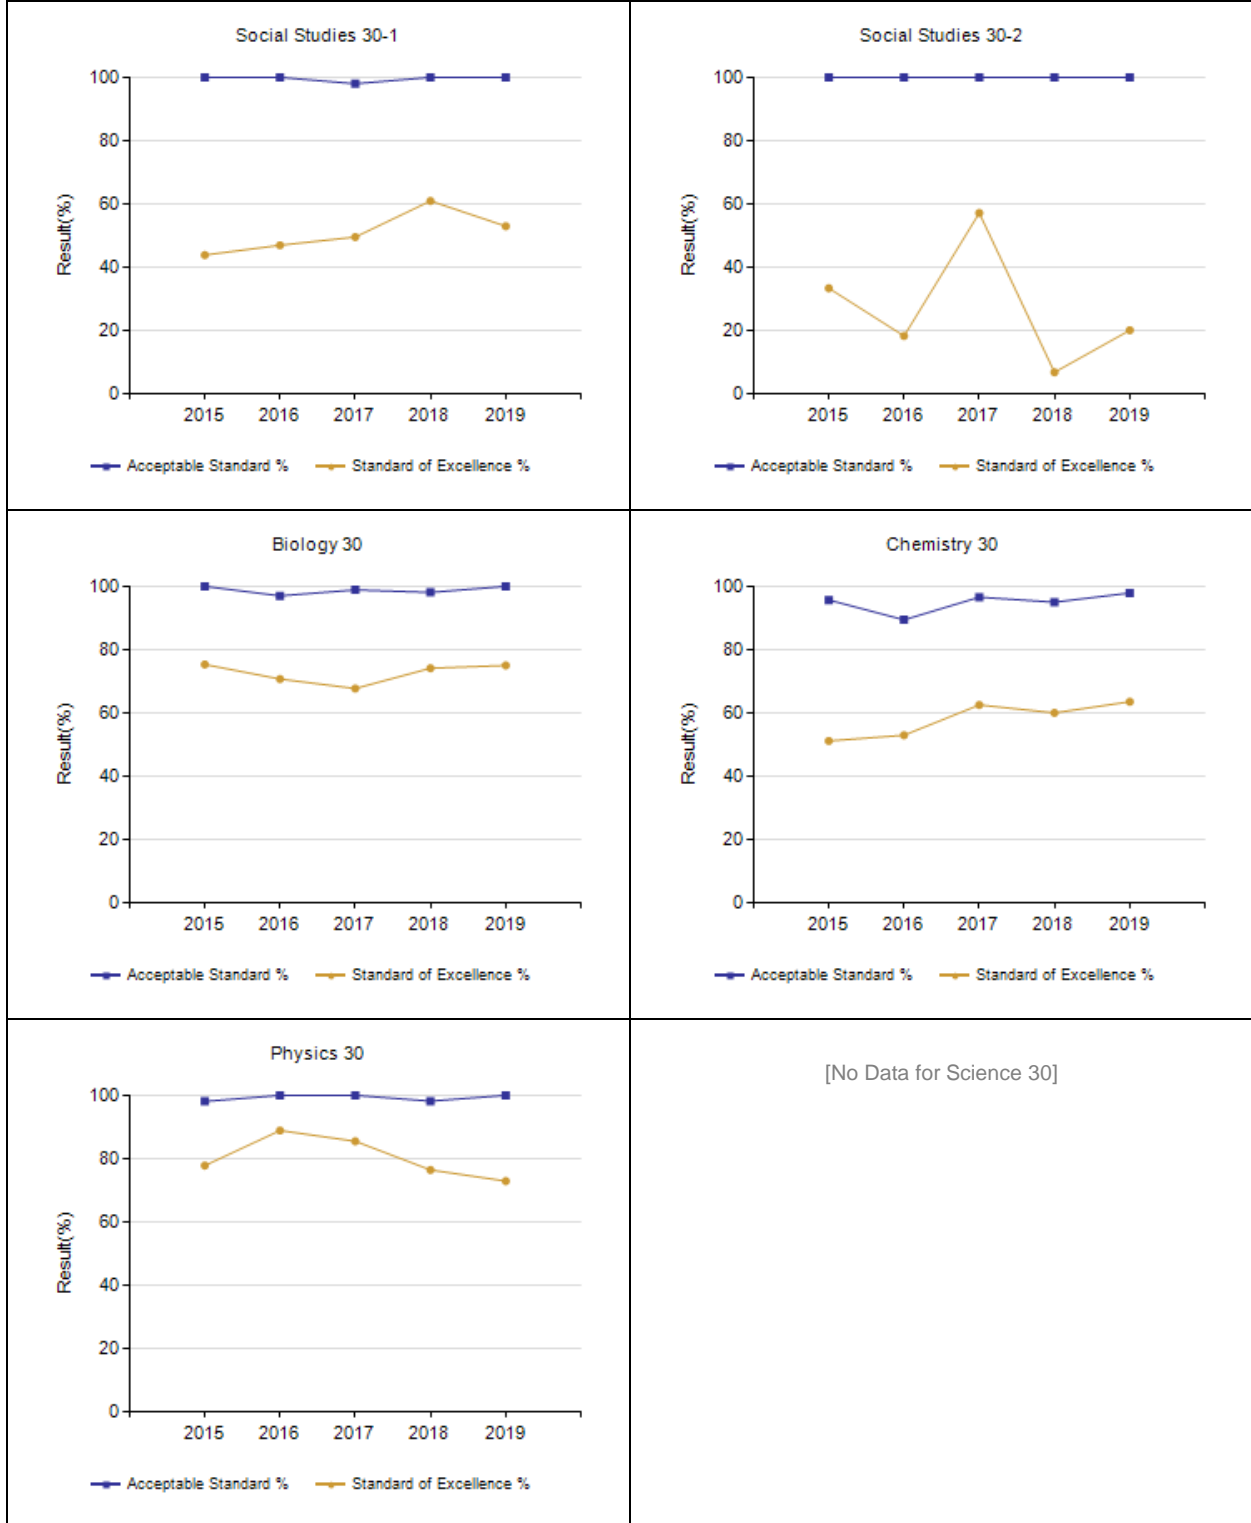 Social Studies 30-1
100
80
60
40
20
0
Result(%)
2015 2016 2017 2018 2019
Acceptable Standard % Standard of Excellence %
Social Studies 30-2
100
80
60
40
20
0
Result(%)
2015 2016 2017 2018 2019
Acceptable Standard % Standard of Excellence %
Biology 30
100
80
60
40
20
0
Result(%)
2015 2016 2017 2018 2019
Acceptable Standard % Standard of Excellence %
Chemistry 30
100
80
60
40
20
0
Result(%)
2015 2016 2017 2018 2019
Acceptable Standard % Standard of Excellence %
Physics 30
100
80
60
40
20
0
Result(%)
2015 2016 2017 2018 2019
Acceptable Standard % Standard of Excellence %
[No Data for Science 30]